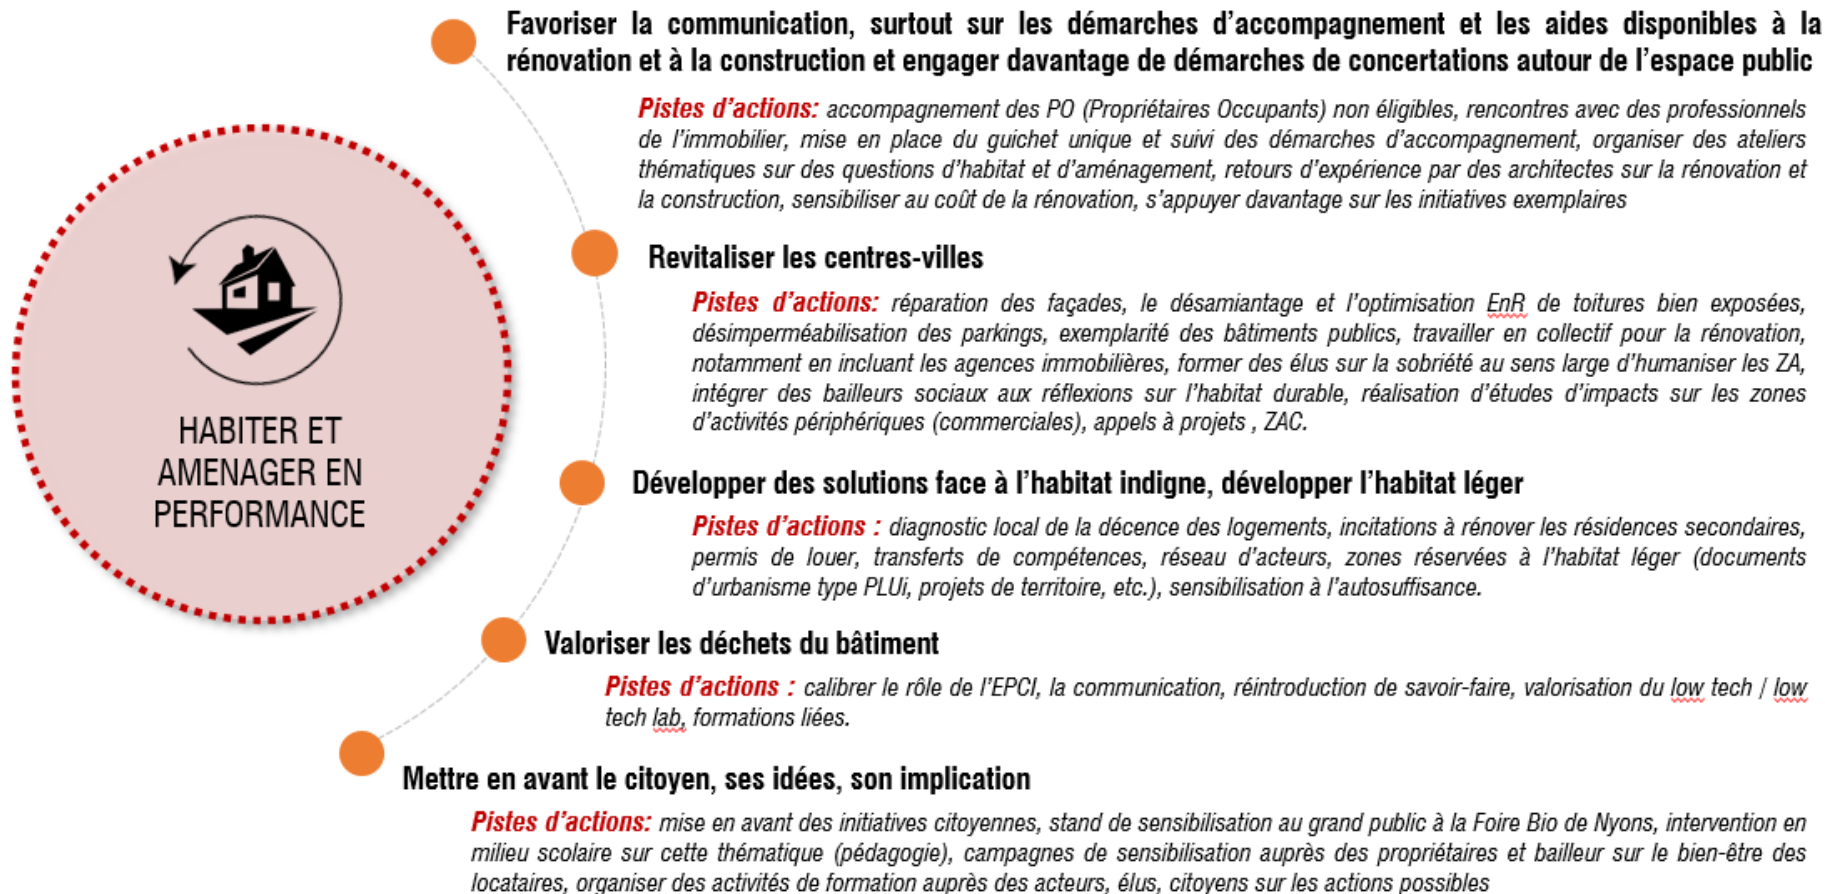 Favoriser la communication, surtout sur les démarches d’accompagnement et les aides disponibles à la
rénovation et à la construction et engager davantage de démarches de concertations autour de l’espace public
Pistes d’actions: accompagnement des PO (Propriétaires Occupants) non éligibles, rencontres avec des professionnels
de l’immobilier, mise en place du guichet unique et suivi des démarches d’accompagnement, organiser des ateliers
thématiques sur des questions d’habitat et d’aménagement, retours d’expérience par des architectes sur la rénovation et
la construction, sensibiliser au coût de la rénovation, s’appuyer davantage sur les initiatives exemplaires
Revitaliser les centres-villes
Pistes d’actions: réparation des façades, le désamiantage et l’optimisation EnR de toitures bien exposées,
désimperméabilisation des parkings, exemplarité des bâtiments publics, travailler en collectif pour la rénovation,
notamment en incluant les agences immobilières, former des élus sur la sobriété au sens large d’humaniser les ZA,
intégrer des bailleurs sociaux aux réflexions sur l’habitat durable, réalisation d’études d’impacts sur les zones
d’activités périphériques (commerciales), appels à projets , ZAC.
HABITER ET
AMENAGER EN
PERFORMANCE
Développer des solutions face à l’habitat indigne, développer l’habitat léger
Pistes d’actions : diagnostic local de la décence des logements, incitations à rénover les résidences secondaires,
permis de louer, transferts de compétences, réseau d’acteurs, zones réservées à l’habitat léger (documents
d’urbanisme type PLUi, projets de territoire, etc.), sensibilisation à l’autosuffisance.
Valoriser les déchets du bâtiment
Pistes d’actions : calibrer le rôle de l’EPCI, la communication, réintroduction de savoir-faire, valorisation du low tech / low
tech lab, formations liées.
Mettre en avant le citoyen, ses idées, son implication
Pistes d’actions: mise en avant des initiatives citoyennes, stand de sensibilisation au grand public à la Foire Bio de Nyons, intervention en
milieu scolaire sur cette thématique (pédagogie), campagnes de sensibilisation auprès des propriétaires et bailleur sur le bien-être des
locataires, organiser des activités de formation auprès des acteurs, élus, citoyens sur les actions possibles